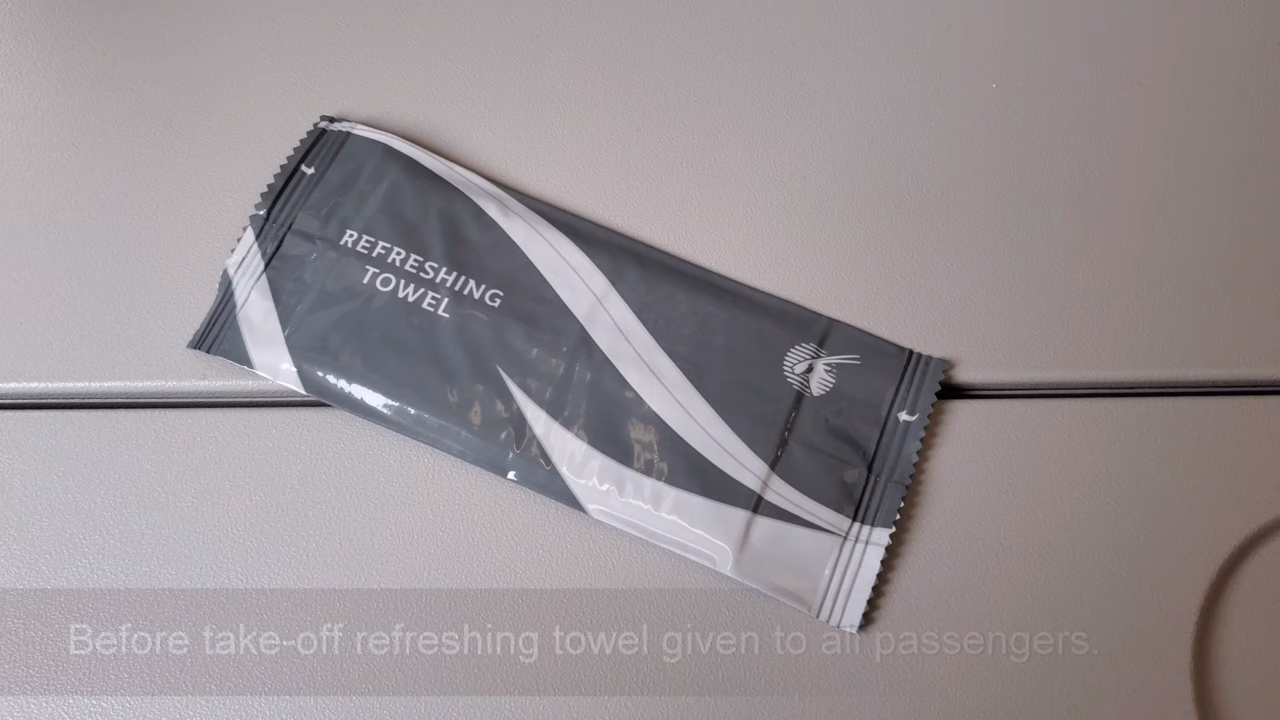 REFRESHING
TOWEL
Before take-off refreshing towel given to all passengers.